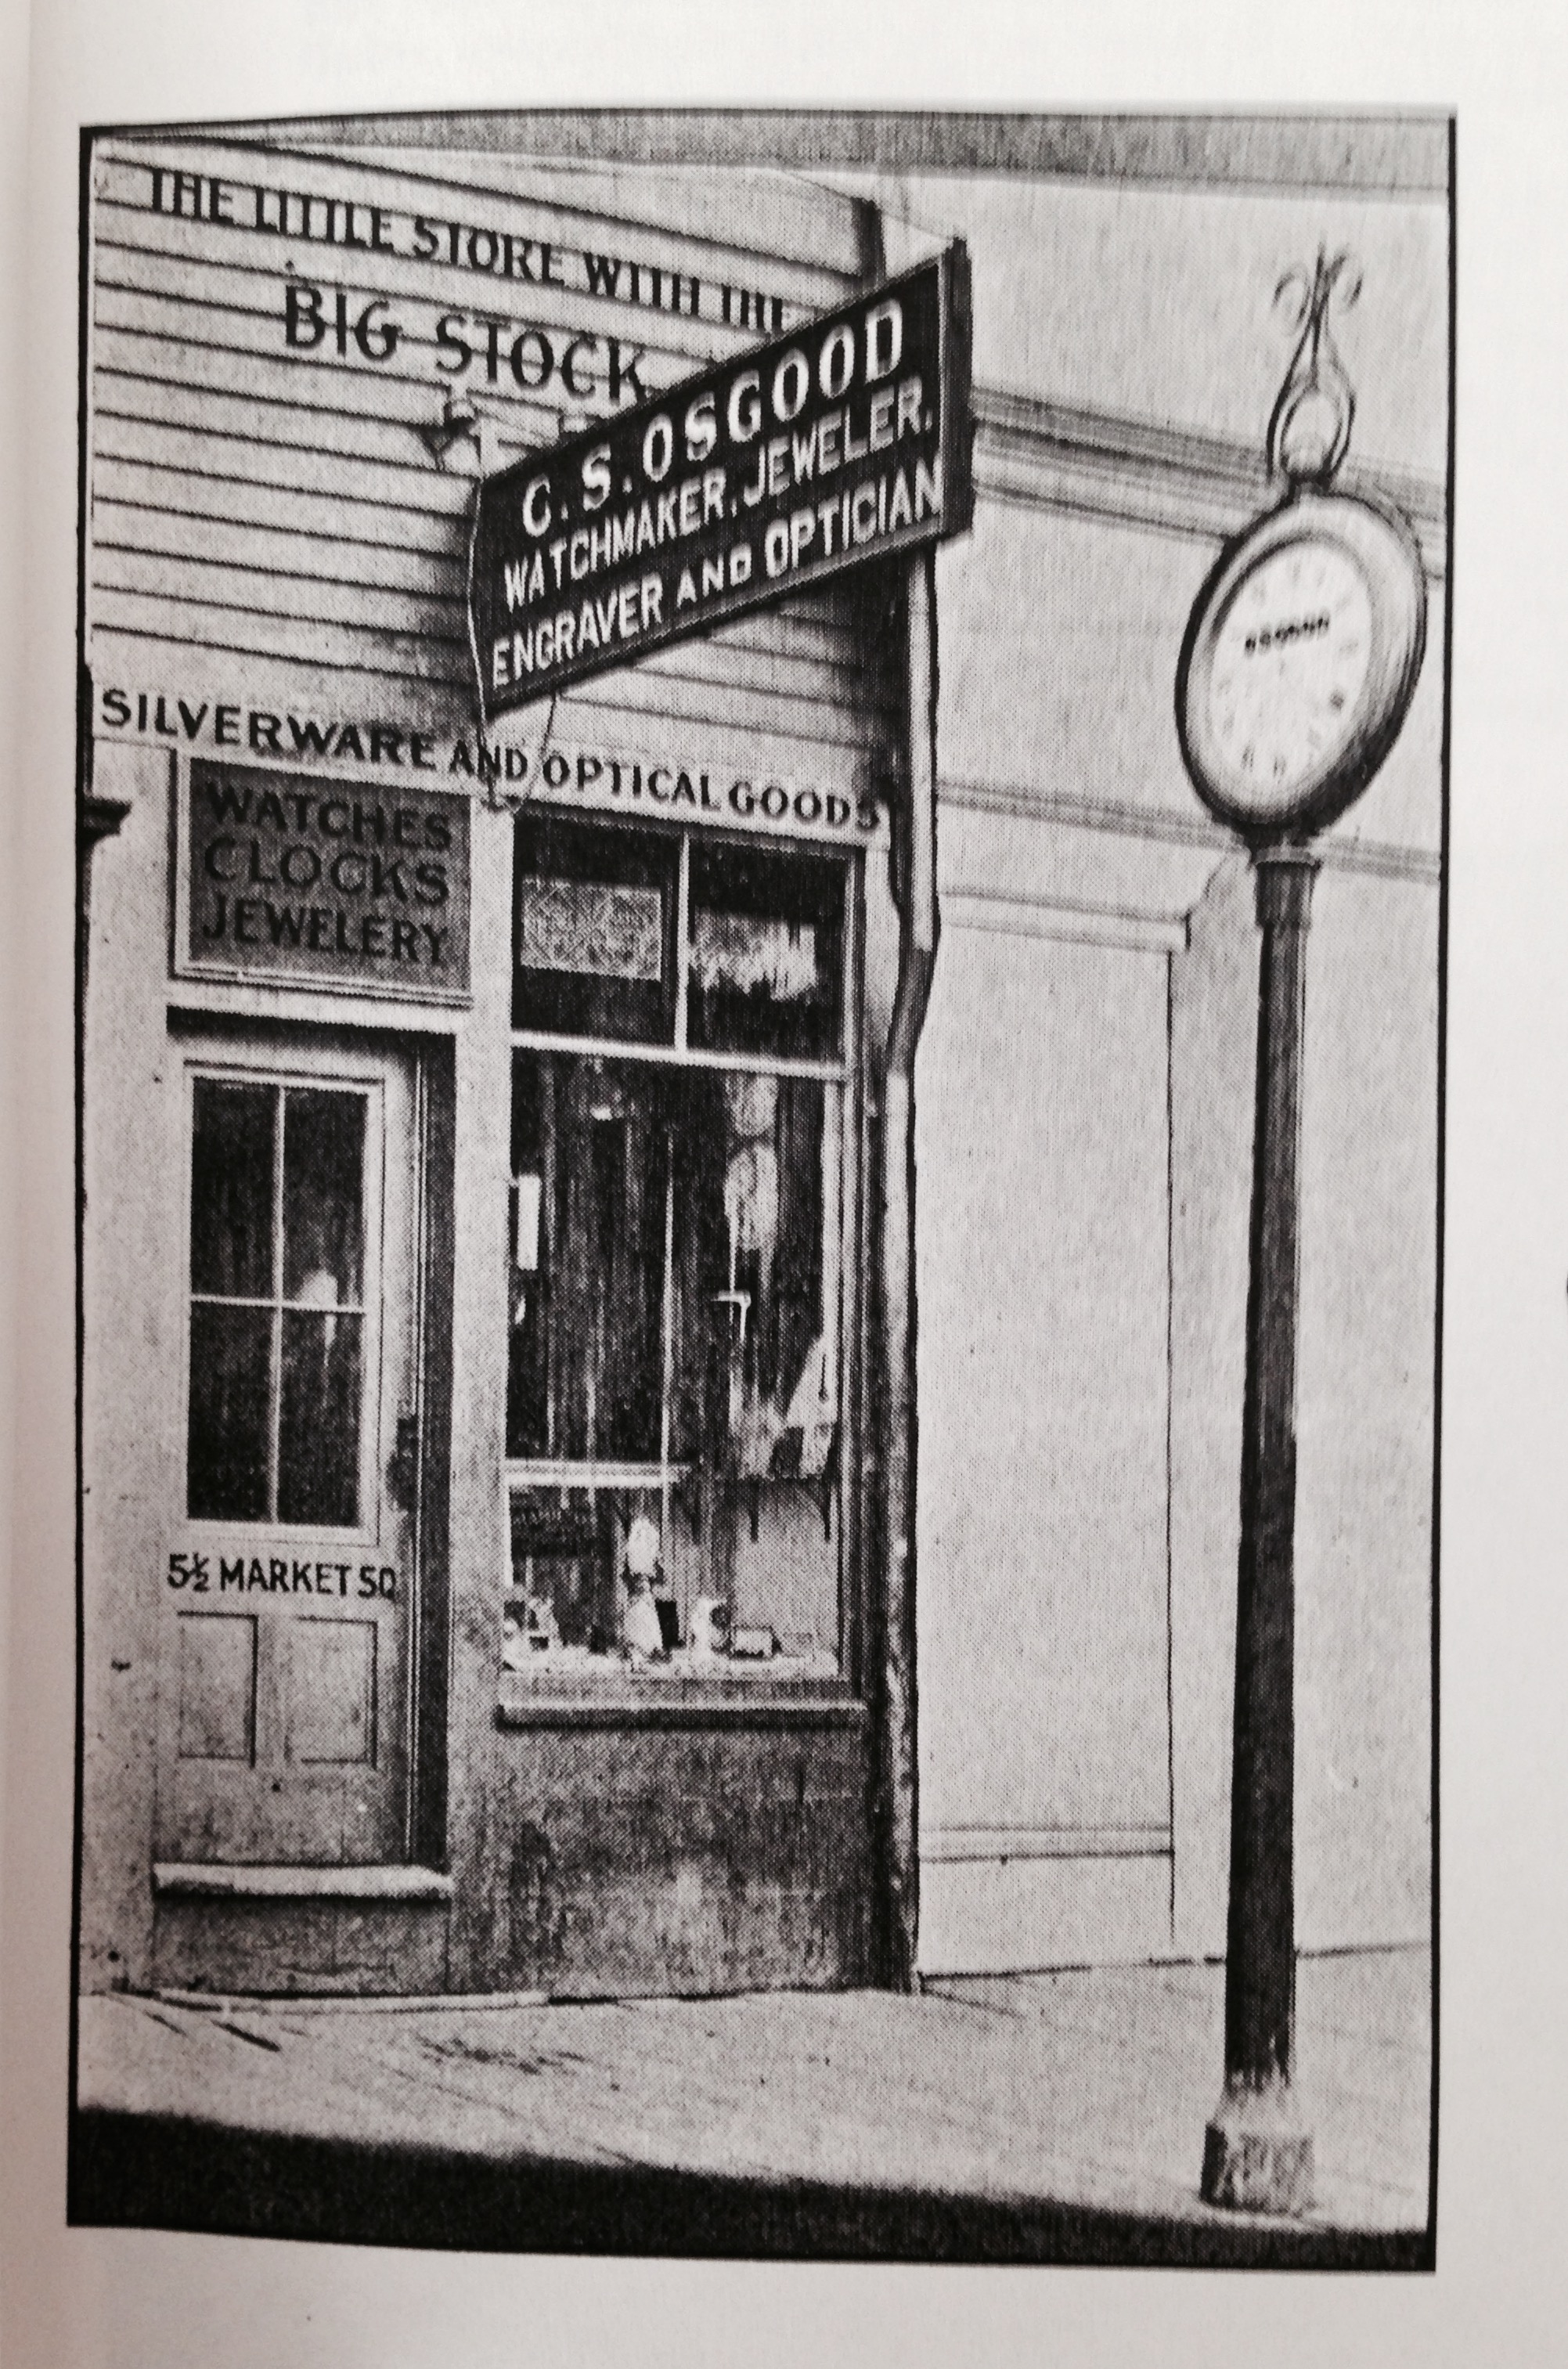 THE LITTLE STORE WITH THE
BIG STOCK
C. S. OSGOOD
WATCHMAKER, JEWELER,
ENGRAVER AND OPTICIAN
SILVERWARE AND OPTICAL GOODS
WATCHES
CLOCKS
JEWELERY
5½ MARKET SQ